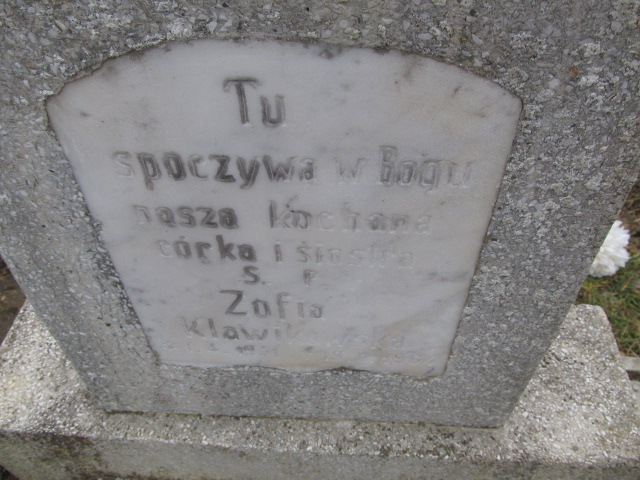 Tu
spoczywa w Bogu
nasza kochana
córka i siostra
S. P.
Zofia